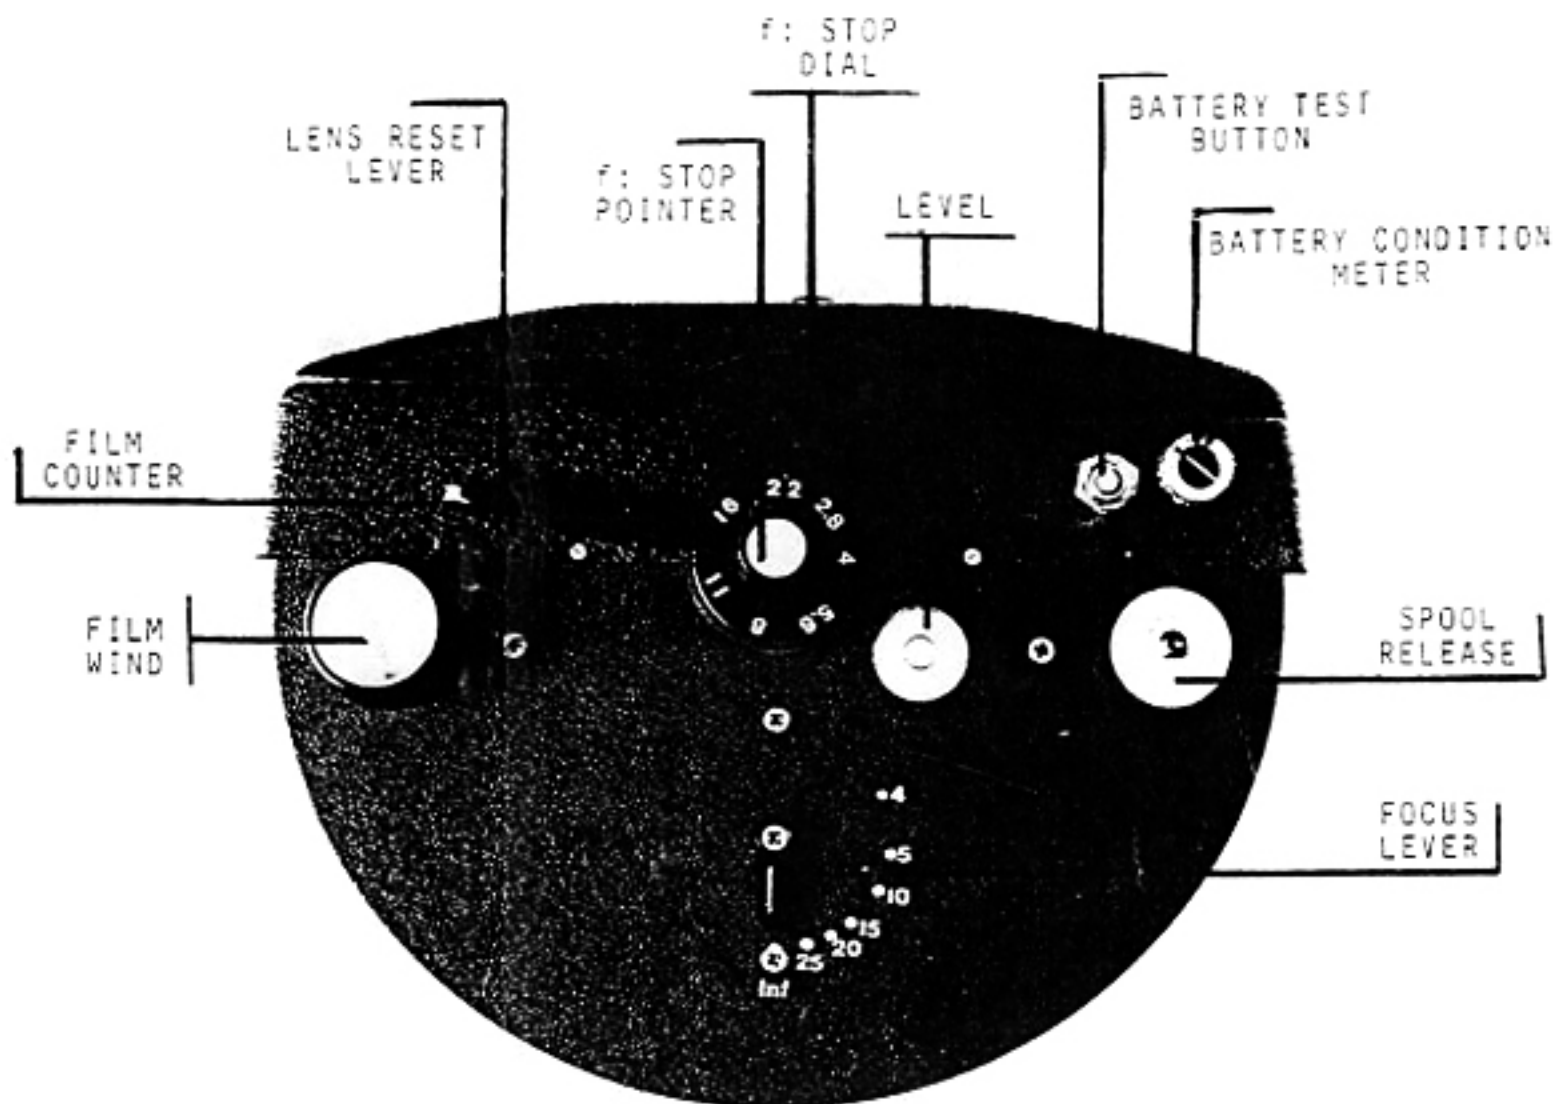 f: STOP
DIAL
BATTERY TEST
BUTTON
LENS RESET
LEVER
f: STOP
POINTER
LEVEL
BATTERY CONDITION
METER
FILM
COUNTER
FILM
WIND
22
2.8
4
5.6
8
11
16
SPOOL
RELEASE
FOCUS
LEVER
4
5
10
15
20
25
Inf